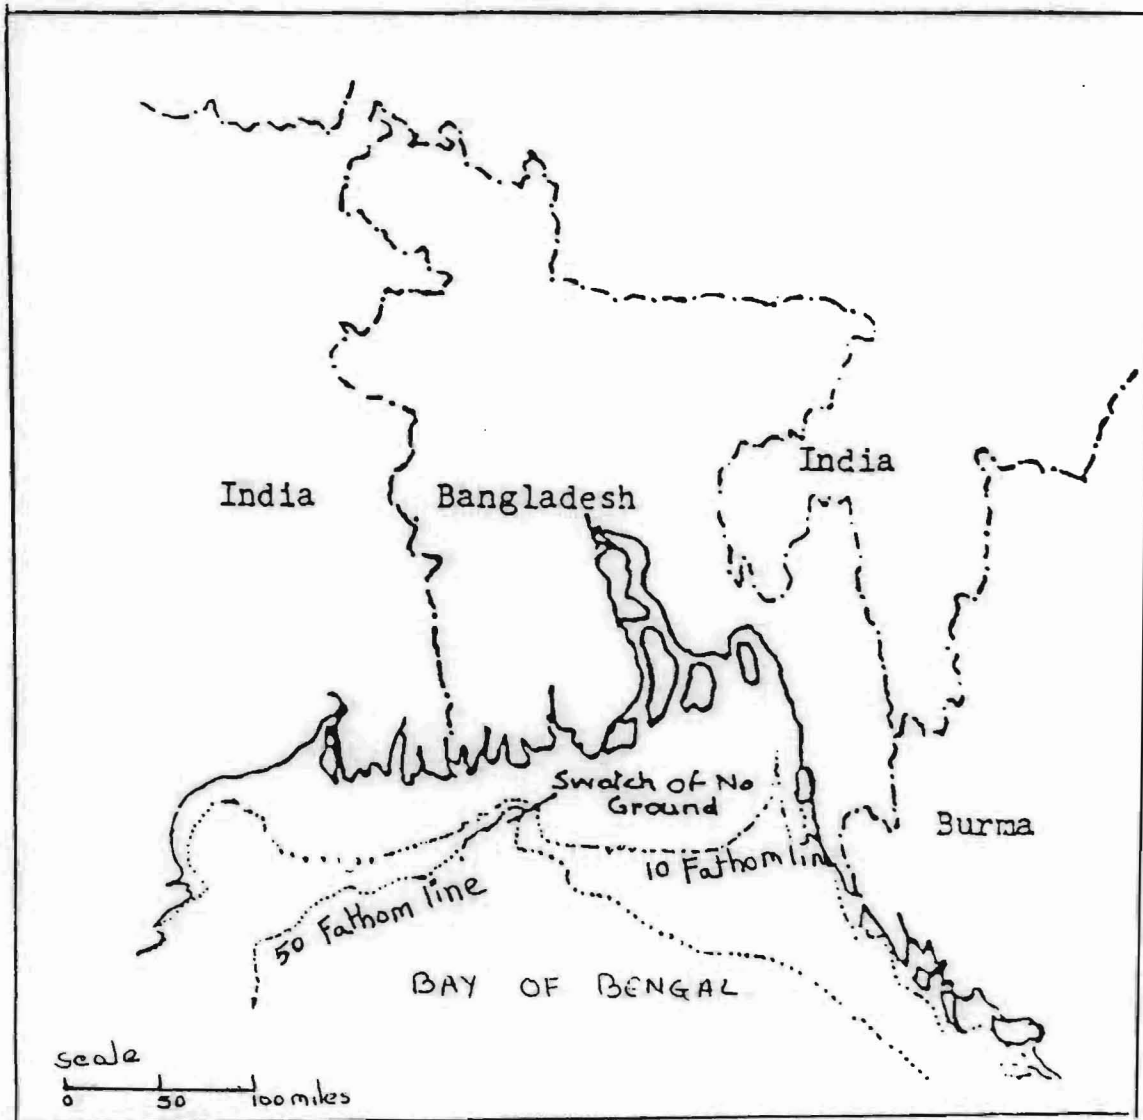 India
India Bangladesh
Swatch of No
Ground
Burma
10 Fathom line
50 Fathom line
BAY OF BENGAL
scale
0 50 100 miles